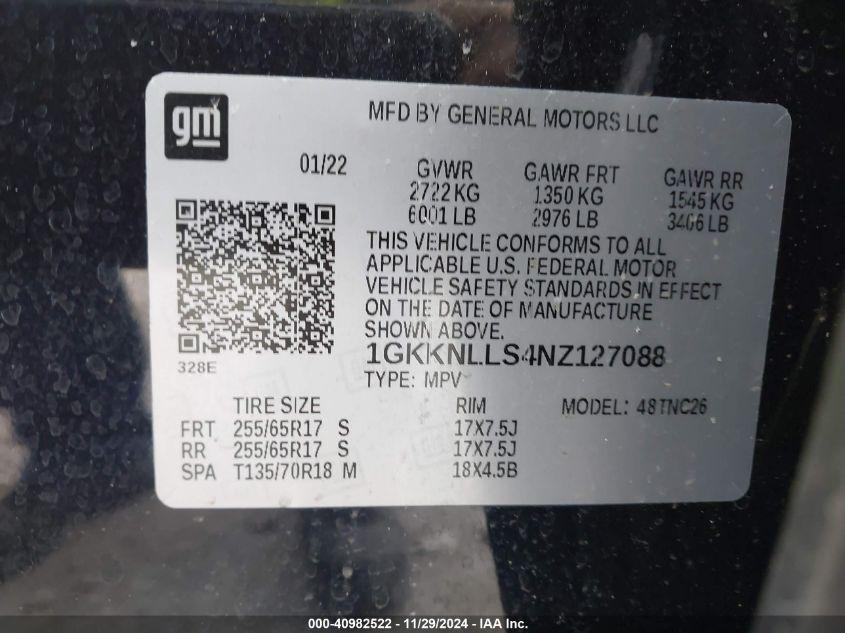 gm
MFD BY GENERAL MOTORS LLC
01/22 GVWR GAWR FRT GAWR RR
2722 KG 1350 KG 1545 KG
6001 LB 2976 LB 3406 LB
THIS VEHICLE CONFORMS TO ALL
APPLICABLE U.S. FEDERAL MOTOR
VEHICLE SAFETY STANDARDS IN EFFECT
ON THE DATE OF MANUFACTURE
SHOWN ABOVE.
1GKKNLLS4NZ127088
328E
TYPE: MPV
TIRE SIZE RIM MODEL: 48TNC26
FRT 255/65R17 S 17X7.5J
RR 255/65R17 S 17X7.5J
SPA T135/70R18 M 18X4.5B
000-40982522 - 11/29/2024 - IAA Inc.